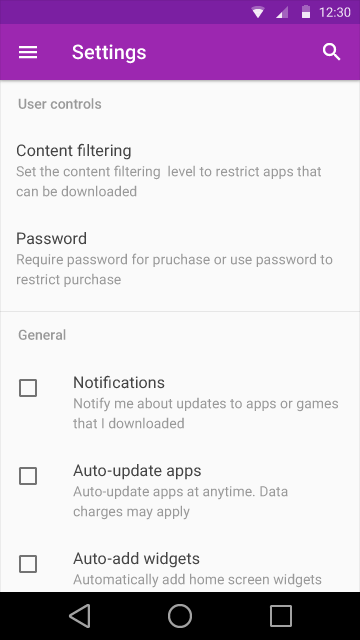 12:30
Settings
User controls
Content filtering
Set the content filtering  level to restrict apps that
can be downloaded
Password
Require password for pruchase or use password to
restrict purchase
General
Notifications
Notify me about updates to apps or games
that I downloaded
Auto-update apps
Auto-update apps at anytime. Data
charges may apply
Auto-add widgets
Automatically add home screen widgets